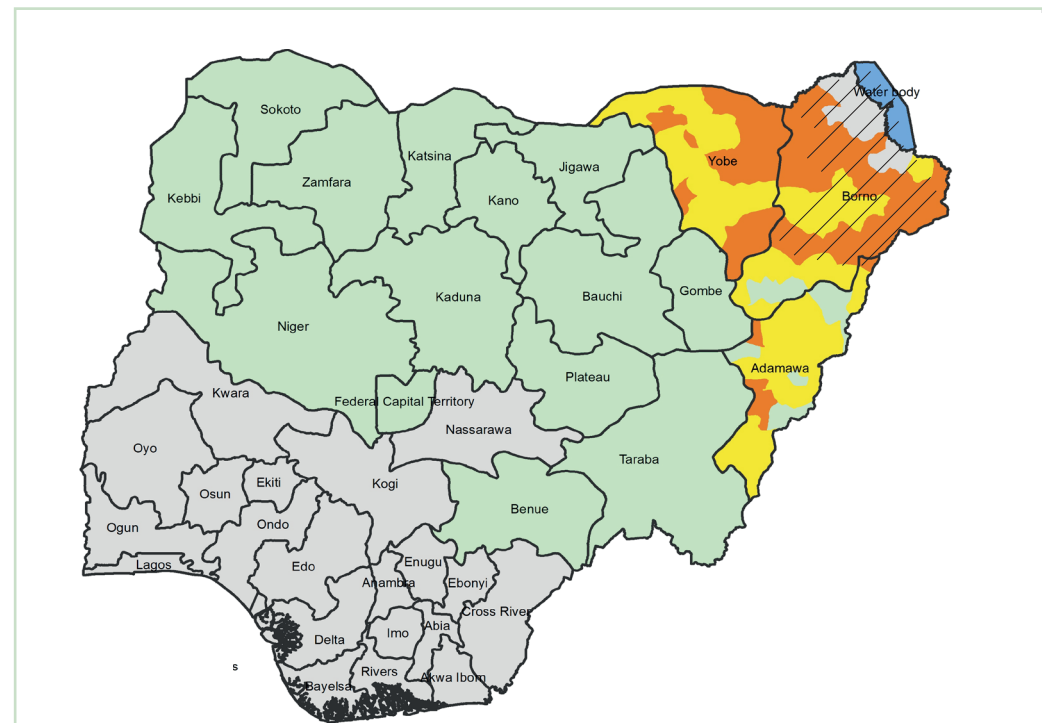 Water body
Sokoto
Katsina
Yobe
Jigawa
Zamfara
Kebbi
Kano
Borno
Gombe
Kaduna
Bauchi
Niger
Adamawa
Plateau
Kwara
Federal Capital Territory
Nassarawa
Oyo
Taraba
Kogi
Ekiti
Osun
Benue
Ogun
Ondo
Enugu
Lagos
Edo
Anambra
Ebonyi
Cross River
Abia
Imo
Delta
s
Rivers
Akwa Ibom
Bayelsa